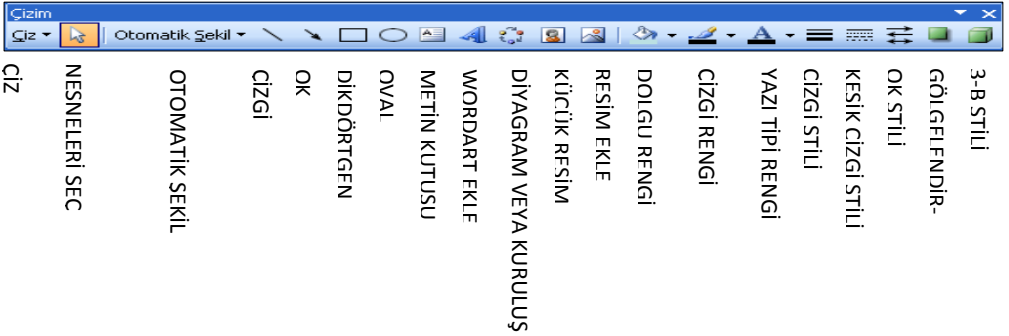 Çizim
Çiz
Otomatik Şekil
ÇİZ
NESNELERİ SEÇ
OTOMATİK ŞEKİL
ÇİZGİ
OK
DİKDÖRTGEN
OVAL
METİN KUTUSU
WORDART EKLE
DİYAGRAM VEYA KURULUŞ
KÜÇÜK RESİM
RESİM EKLE
DOLGU RENGİ
ÇİZGİ RENGİ
YAZI TİPİ RENGİ
ÇİZGİ STİLİ
KESİK ÇİZGİ STİLİ
OK STİLİ
GÖLGELENDİR-
3-B STİLİ